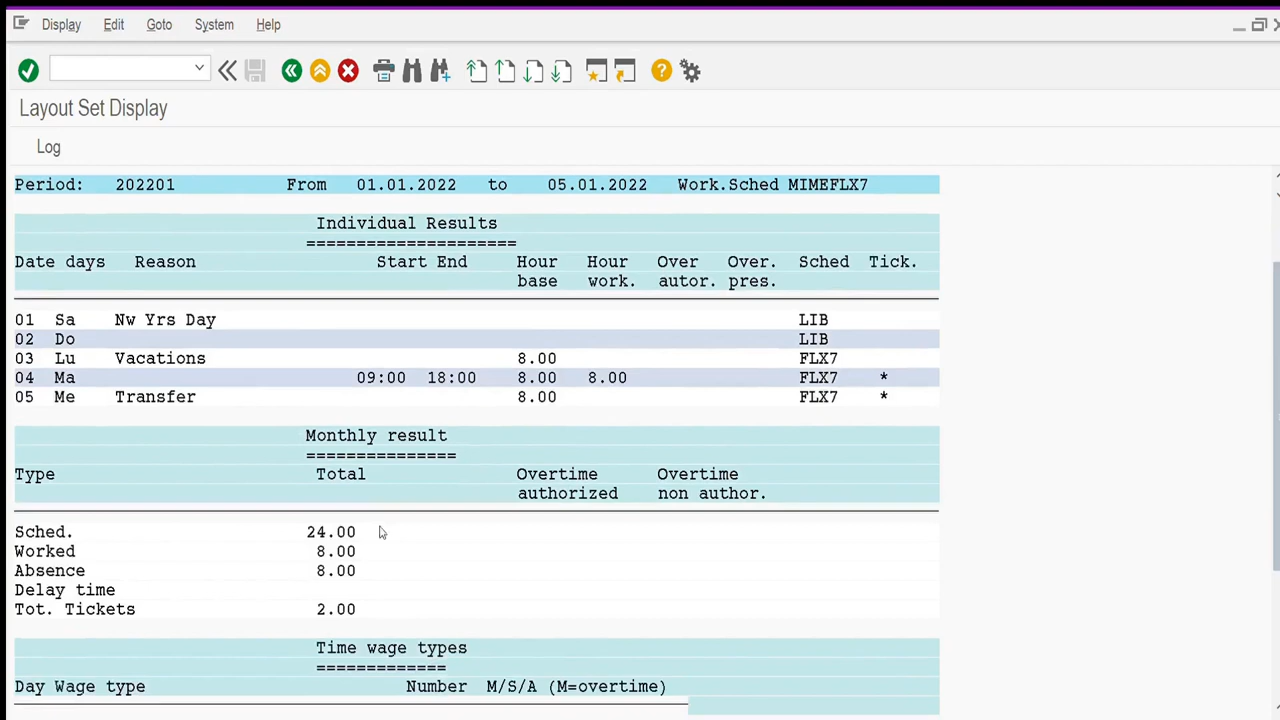 Display Edit Goto System Help
Layout Set Display
Log
Period: 202201 From 01.01.2022 to 05.01.2022 Work.Sched MIMEFLX7
Individual Results
=====================
Date days Reason Start End Hour Hour Over Over. Sched Tick.
base work. autor. pres.
01 Sa Nw Yrs Day LIB
02 Do LIB
03 Lu Vacations 8.00 FLX7
04 Ma 09:00 18:00 8.00 8.00 FLX7 *
05 Me Transfer 8.00 FLX7 *
Monthly result
===============
Type Total Overtime Overtime
authorized non author.
Sched. 24.00
Worked 8.00
Absence 8.00
Delay time
Tot. Tickets 2.00
Time wage types
=============
Day Wage type Number M/S/A (M=overtime)